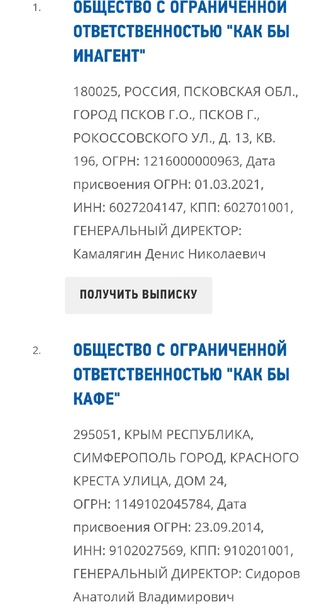 1. ОБЩЕСТВО С ОГРАНИЧЕННОЙ
ОТВЕТСТВЕННОСТЬЮ "КАК БЫ
ИНАГЕНТ"
180025, РОССИЯ, ПСКОВСКАЯ ОБЛ.,
ГОРОД ПСКОВ Г.О., ПСКОВ Г.,
РОКОССОВСКОГО УЛ., Д. 13, КВ.
196, ОГРН: 1216000000963, Дата
присвоения ОГРН: 01.03.2021,
ИНН: 6027204147, КПП: 602701001,
ГЕНЕРАЛЬНЫЙ ДИРЕКТОР:
Камалягин Денис Николаевич
ПОЛУЧИТЬ ВЫПИСКУ
2. ОБЩЕСТВО С ОГРАНИЧЕННОЙ
ОТВЕТСТВЕННОСТЬЮ "КАК БЫ
КАФЕ"
295051, КРЫМ РЕСПУБЛИКА,
СИМФЕРОПОЛЬ ГОРОД, КРАСНОГО
КРЕСТА УЛИЦА, ДОМ 24,
ОГРН: 1149102045784, Дата
присвоения ОГРН: 23.09.2014,
ИНН: 9102027569, КПП: 910201001,
ГЕНЕРАЛЬНЫЙ ДИРЕКТОР: Сидоров
Анатолий Владимирович